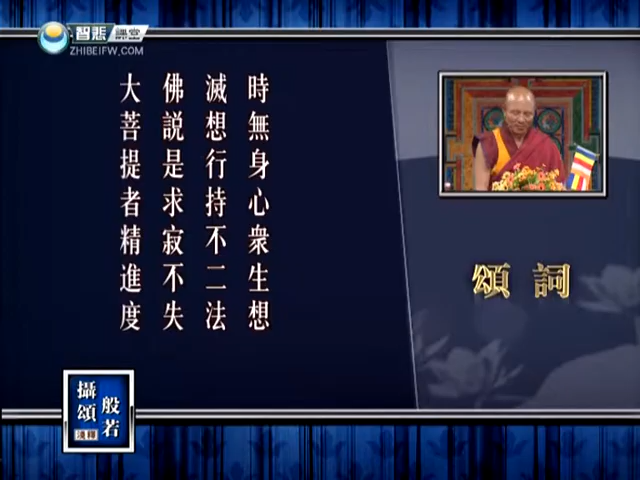 智悲課堂
ZHIBEIFW.COM
時無身心衆生想
滅想行持不二法
佛說是求寂不失
大菩提者精進度
頌詞
般若
攝頌
淺釋